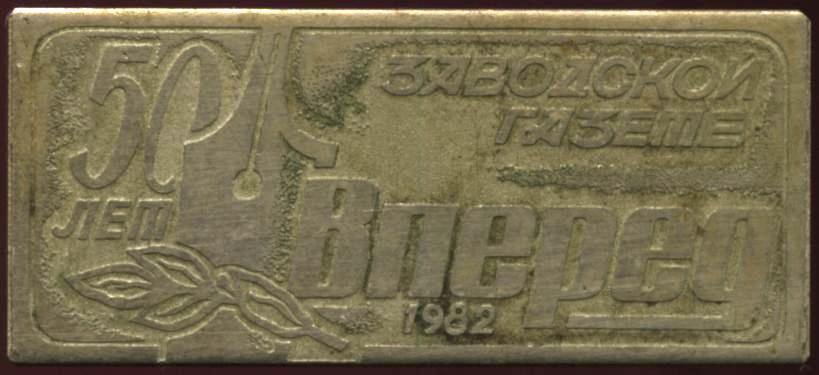 50
ЛЕТ
ЗАВОДСКОЙ
ГАЗЕТЕ
Вперед
1982